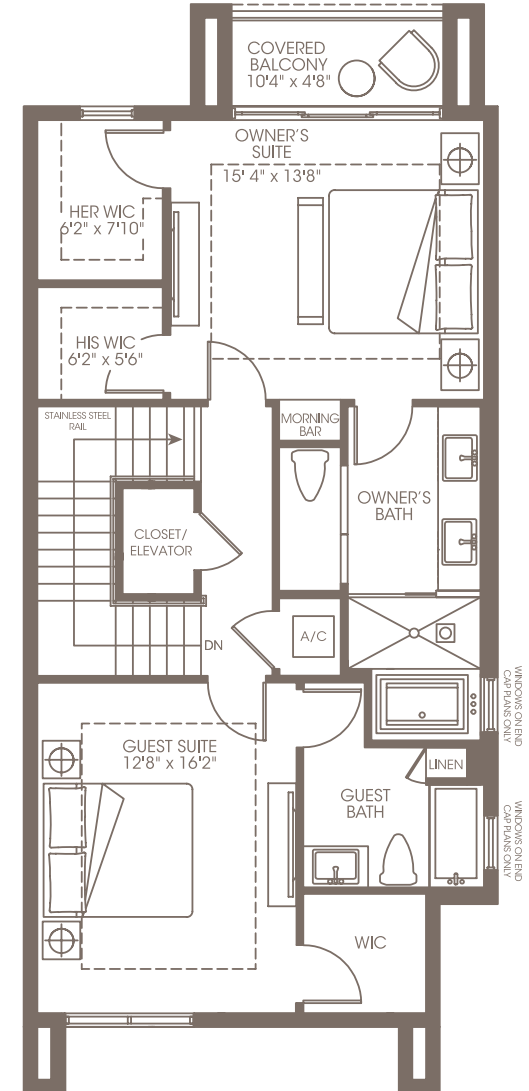 COVERED
BALCONY
10'4" x 4'8"
OWNER'S
SUITE
15' 4" x 13'8"
HER WIC
6'2" x 7'10"
HIS WIC
6'2" x 5'6"
STAINLESS STEEL
RAIL
MORNING
BAR
OWNER'S
BATH
CLOSET/
ELEVATOR
A/C
DN
WINDOWS ON END
CAP PLANS ONLY
GUEST SUITE
12'8" x 16'2"
LINEN
GUEST
BATH
WINDOWS ON END
CAP PLANS ONLY
WIC